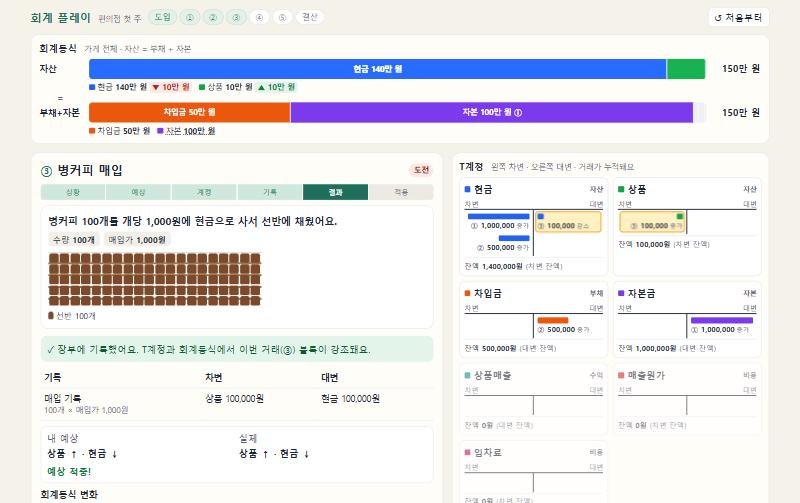 회계 플레이 편의점 첫 주 도입 ① ② ③ ④ ⑤ 결산 ↺ 처음부터
회계등식 가게 전체 · 자산 = 부채 + 자본
자산 현금 140만 원 150만 원
현금 140만 원 ▼ 10만 원 상품 10만 원 ▲ 10만 원
=
부채+자본 차입금 50만 원 자본 100만 원 ① 150만 원
차입금 50만 원 자본 100만 원
③ 병커피 매입 도전
상황 예상 계정 기록 결과 적용
병커피 100개를 개당 1,000원에 현금으로 사서 선반에 채웠어요.
수량 100개 매입가 1,000원
선반 100개
✓ 장부에 기록했어요. T계정과 회계등식에서 이번 거래(③) 블록이 강조돼요.
기록 차변 대변
매입 기록 상품 100,000원 현금 100,000원
100개 × 매입가 1,000원
내 예상 실제
상품 ↑ · 현금 ↓ 상품 ↑ · 현금 ↓
예상 적중!
회계등식 변화
T계정 왼쪽 차변 · 오른쪽 대변 · 거래가 누적돼요
현금 자산
차변 대변
① 1,000,000 증가 ③ 100,000 감소
② 500,000 증가
잔액 1,400,000원 (차변 잔액)
상품 자산
차변 대변
③ 100,000 증가
잔액 100,000원 (차변 잔액)
차입금 부채
차변 대변
② 500,000 증가
잔액 500,000원 (대변 잔액)
자본금 자본
차변 대변
① 1,000,000 증가
잔액 1,000,000원 (대변 잔액)
상품매출 수익
차변 대변
잔액 0원 (대변 잔액)
매출원가 비용
차변 대변
잔액 0원 (차변 잔액)
임차료 비용
차변 대변
잔액 0원 (차변 잔액)